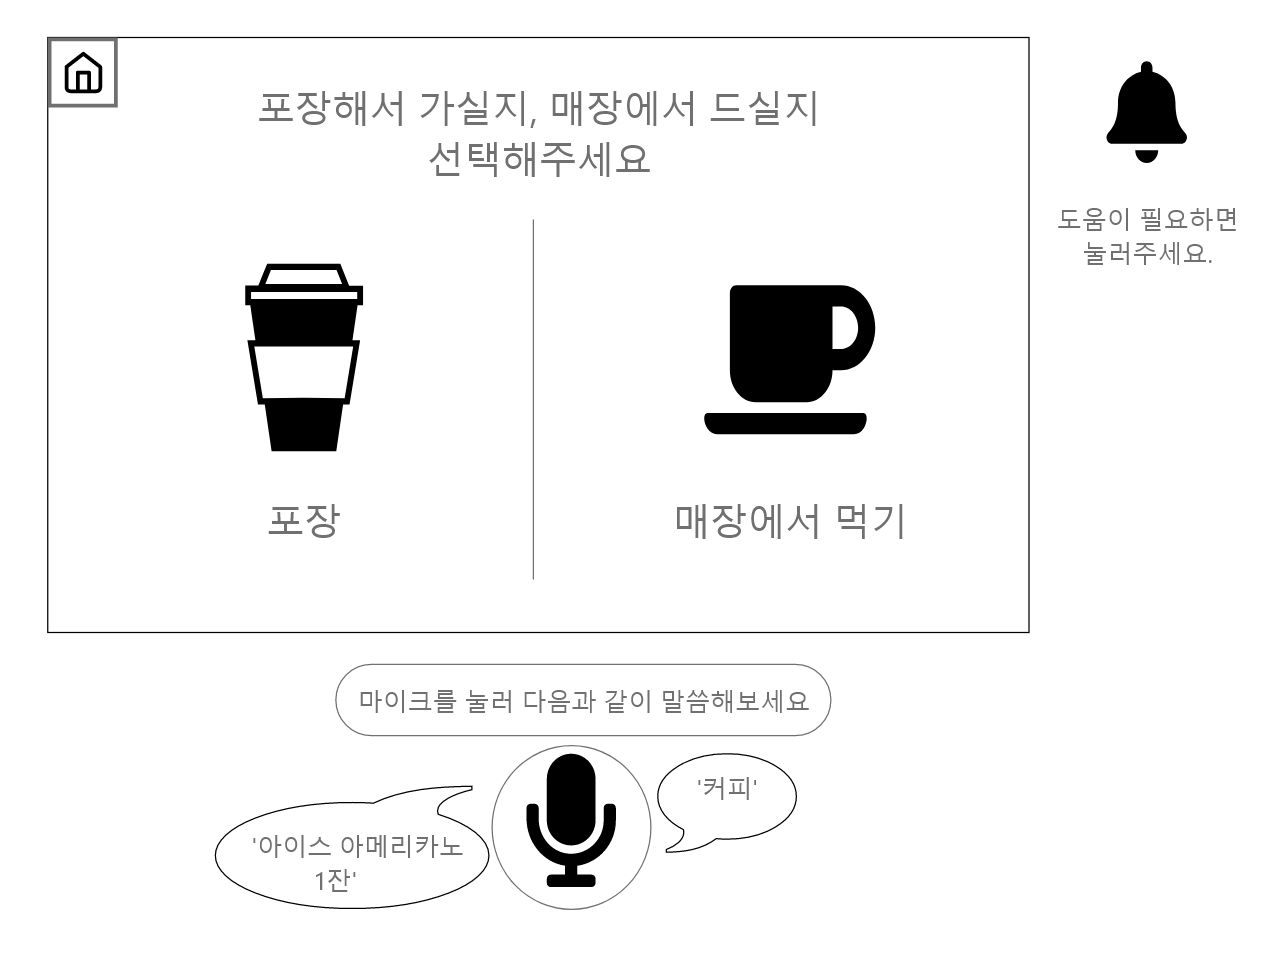 포장해서 가실지, 매장에서 드실지
선택해주세요
도움이 필요하면
눌러주세요.
포장
매장에서 먹기
마이크를 눌러 다음과 같이 말씀해보세요
'커피'
'아이스 아메리카노
1잔'